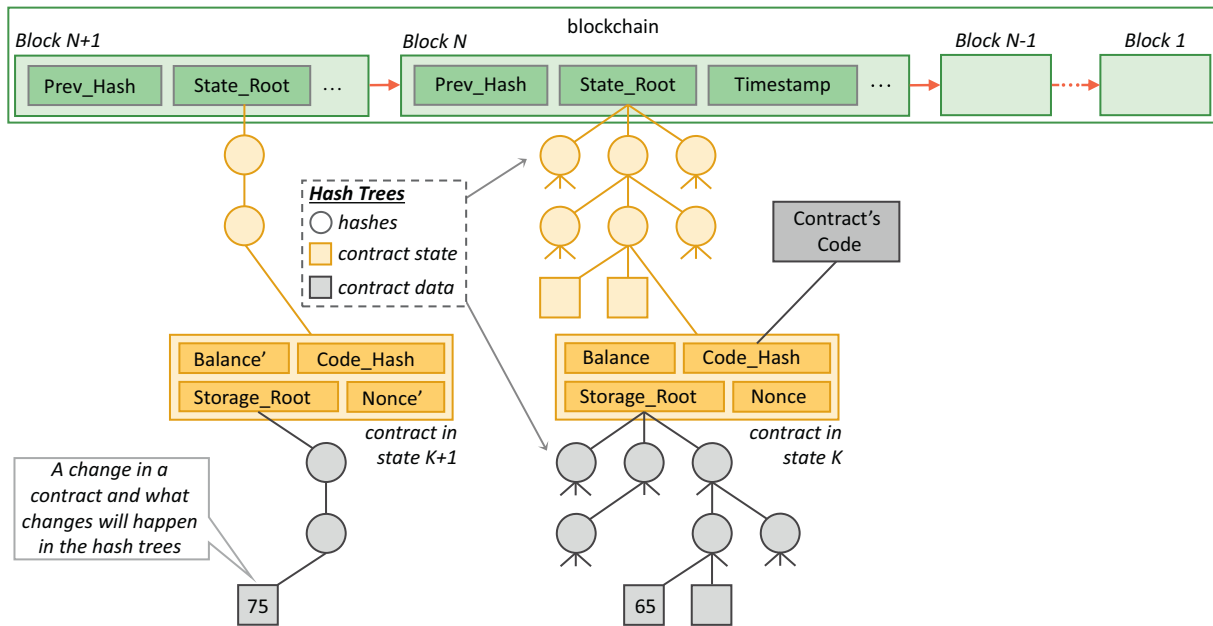 blockchain
Block N+1
Block N
Block N-1
Block 1
Prev_Hash
State_Root
...
Prev_Hash
State_Root
Timestamp
...
Hash Trees
hashes
contract state
contract data
Contract's
Code
Balance’
Code_Hash
Storage_Root
Nonce’
contract in
state K+1
Balance
Code_Hash
Storage_Root
Nonce
contract in
state K
A change in a
contract and what
changes will happen
in the hash trees
75
65